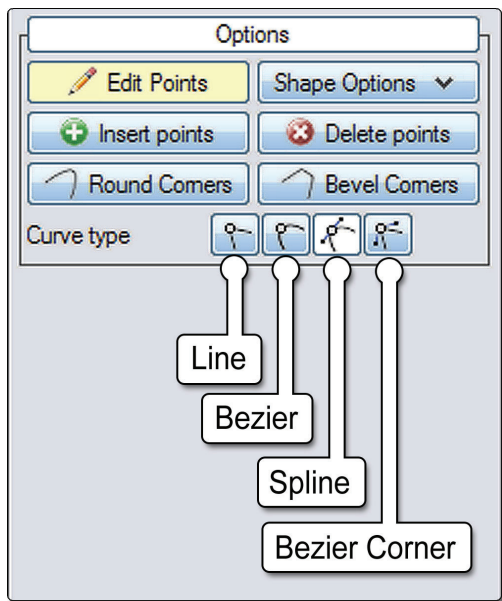 Options
Edit Points
Shape Options
Insert points
Delete points
Round Corners
Bevel Corners
Curve type
Line
Bezier
Spline
Bezier Corner